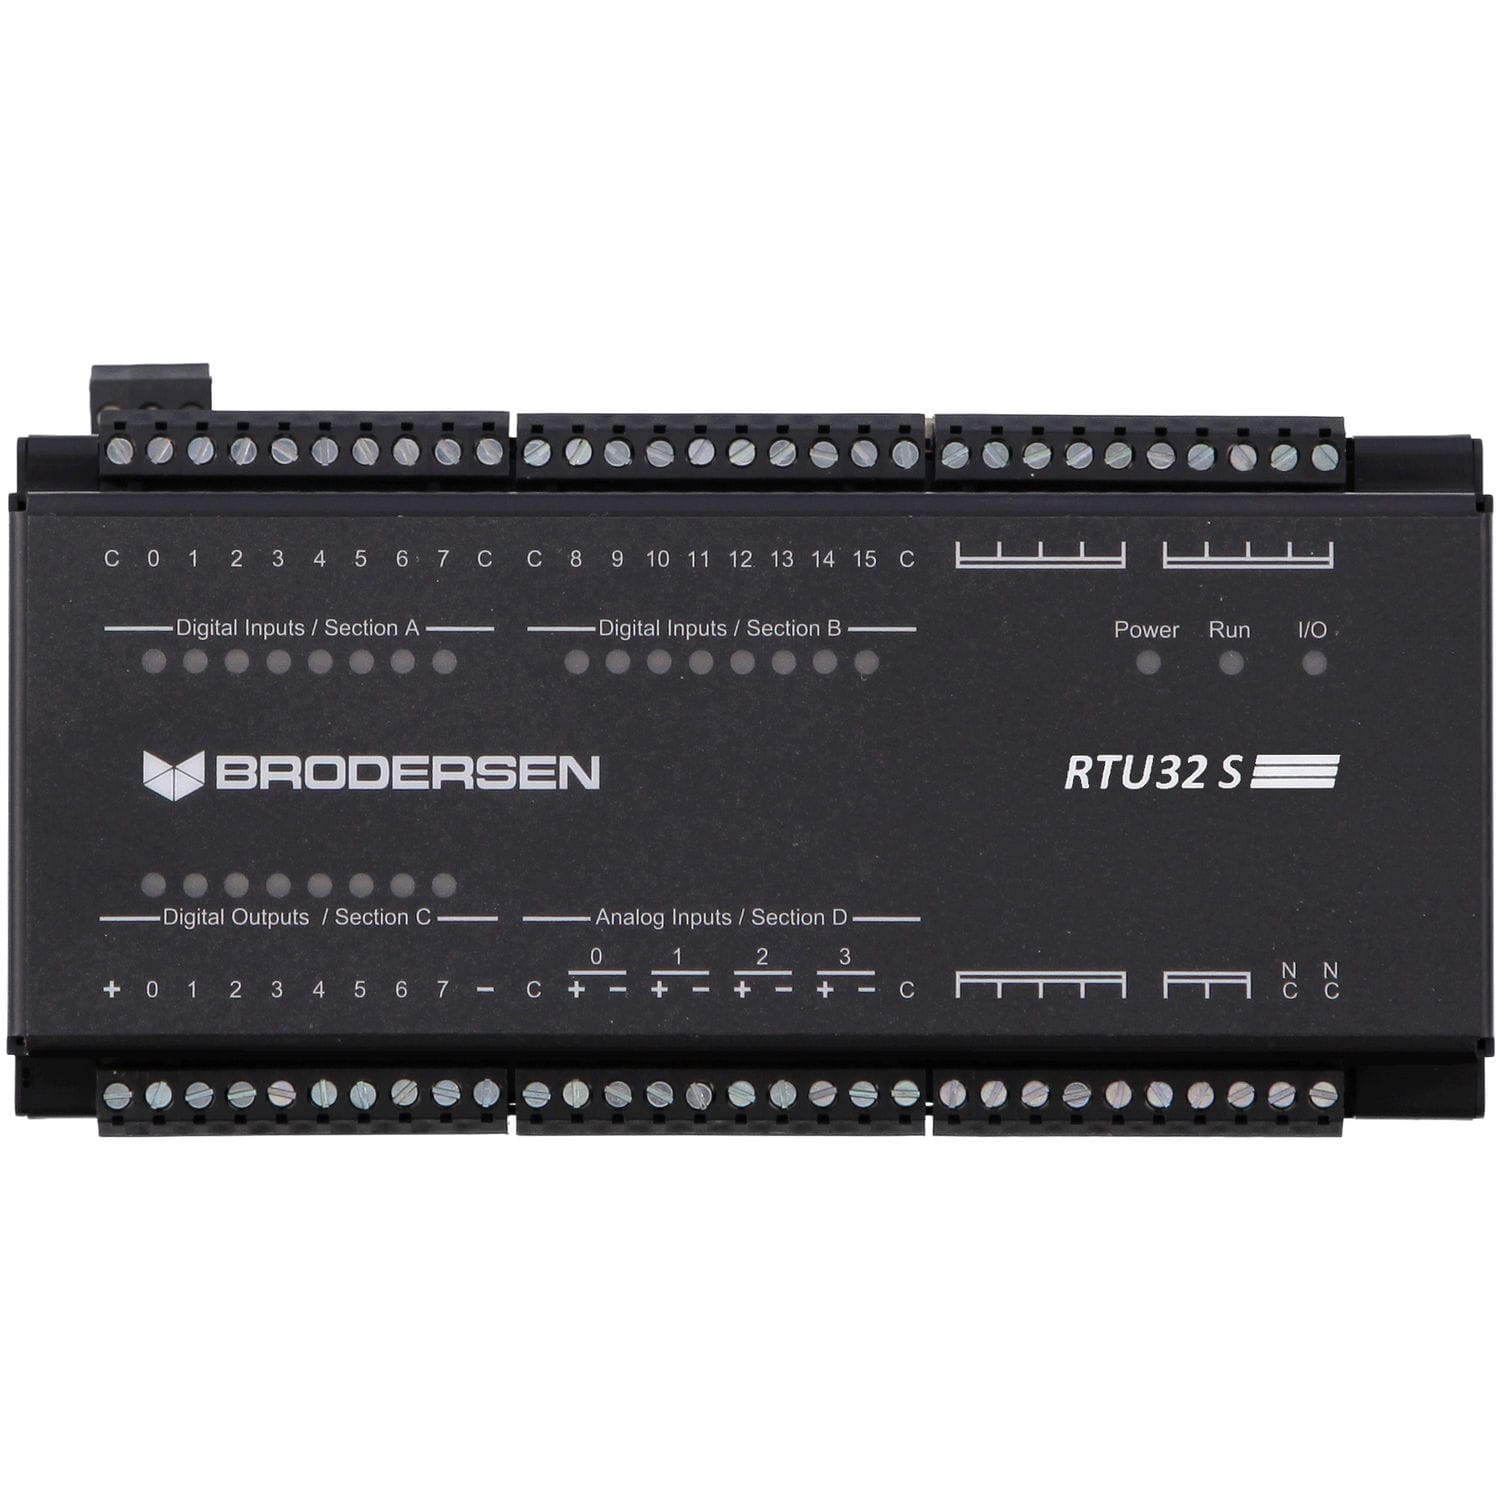 C 0 1 2 3 4 5 6 7 C C 8 9 10 11 12 13 14 15 C
Digital Inputs / Section A Digital Inputs / Section B Power Run I/O
BRODERSEN RTU32 S
Digital Outputs / Section C Analog Inputs / Section D
0 1 2 3
+ 0 1 2 3 4 5 6 7 − C + − + − + − + − C NC NC